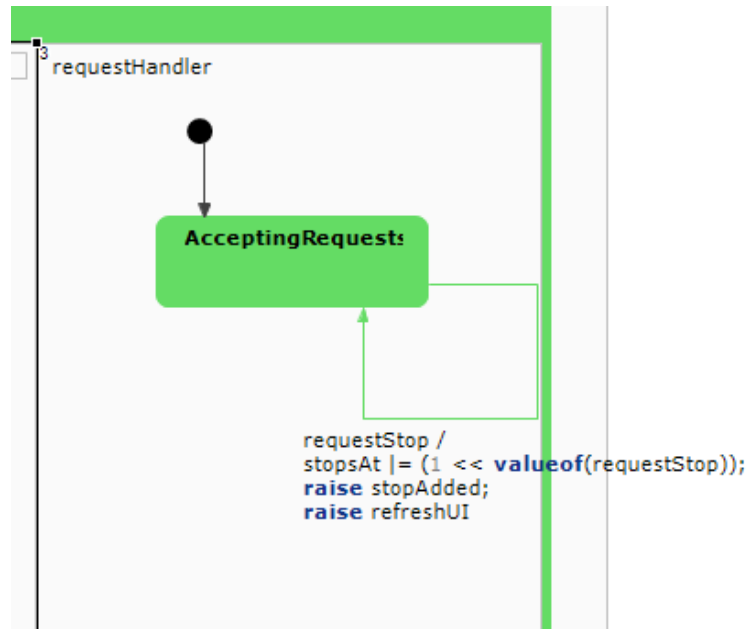 3
requestHandler
AcceptingRequests
requestStop /
stopsAt |= (1 << valueof(requestStop));
raise stopAdded;
raise refreshUI